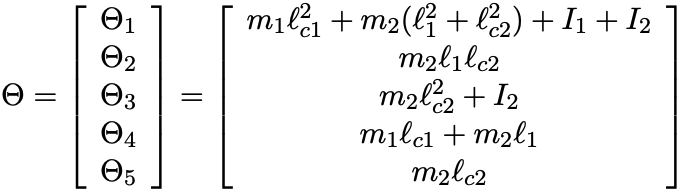 Θ = [ Θ₁ Θ₂ Θ₃ Θ₄ Θ₅ ] = [ m₁ℓ²_c1 + m₂(ℓ²₁ + ℓ²_c2) + I₁ + I₂
m₂ℓ₁ℓ_c2
m₂ℓ²_c2 + I₂
m₁ℓ_c1 + m₂ℓ₁
m₂ℓ_c2 ]